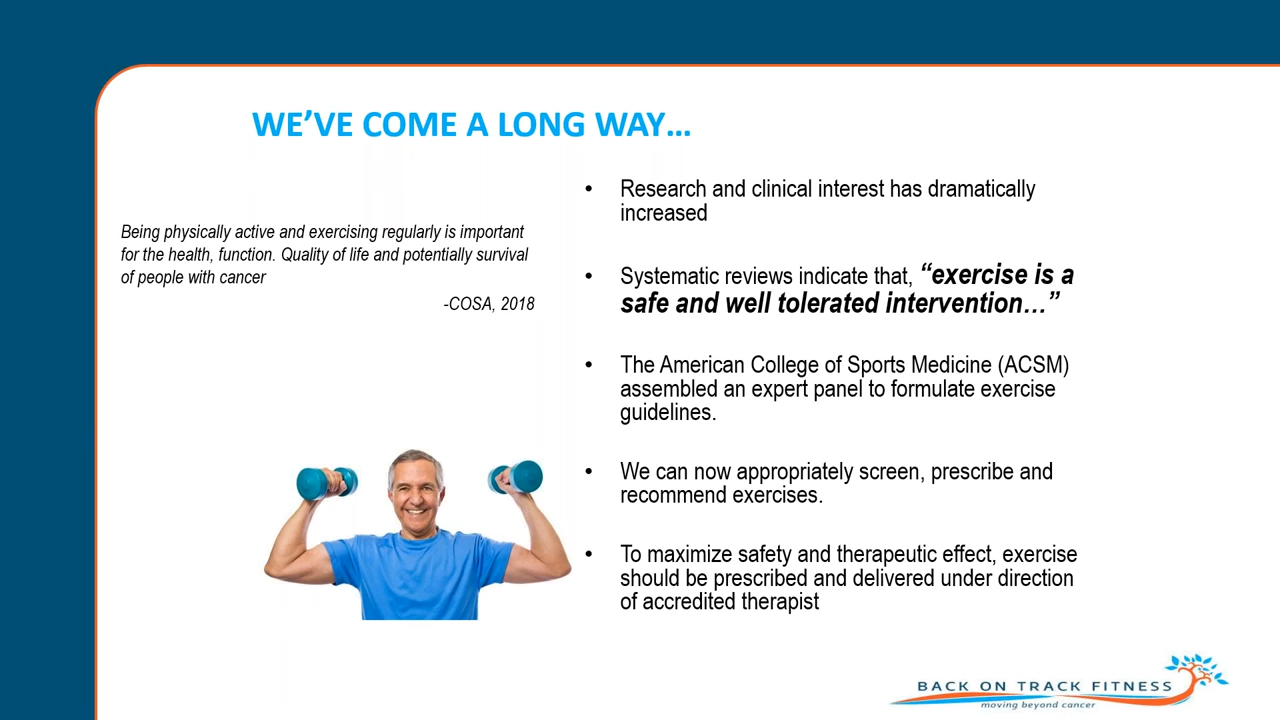 WE’VE COME A LONG WAY…
Being physically active and exercising regularly is important
for the health, function. Quality of life and potentially survival
of people with cancer
-COSA, 2018
• Research and clinical interest has dramatically
increased
• Systematic reviews indicate that, “exercise is a
safe and well tolerated intervention…”
• The American College of Sports Medicine (ACSM)
assembled an expert panel to formulate exercise
guidelines.
• We can now appropriately screen, prescribe and
recommend exercises.
• To maximize safety and therapeutic effect, exercise
should be prescribed and delivered under direction
of accredited therapist
BACK ON TRACK FITNESS
moving beyond cancer